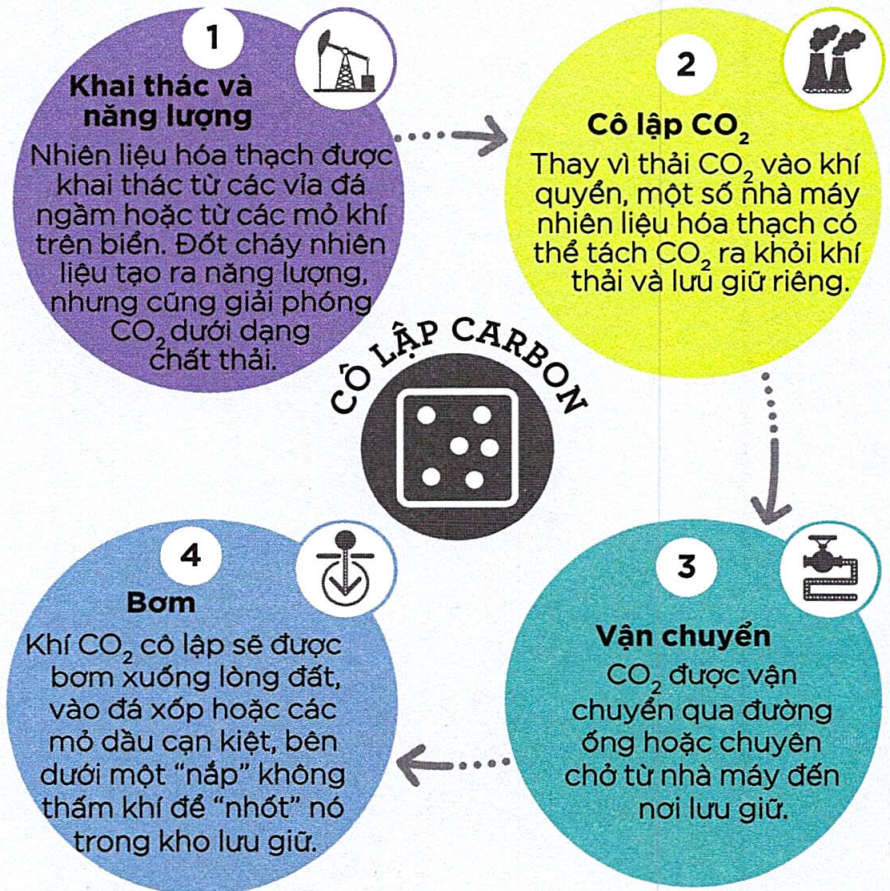 1
Khai thác và
năng lượng
Nhiên liệu hóa thạch được
khai thác từ các vỉa đá
ngầm hoặc từ các mỏ khí
trên biển. Đốt cháy nhiên
liệu tạo ra năng lượng,
nhưng cũng giải phóng
CO₂ dưới dạng
chất thải.
2
Cô lập CO₂
Thay vì thải CO₂ vào khí
quyển, một số nhà máy
nhiên liệu hóa thạch có
thể tách CO₂ ra khỏi khí
thải và lưu giữ riêng.
CÔ LẬP CARBON
3
Vận chuyển
CO₂ được vận
chuyển qua đường
ống hoặc chuyên
chở từ nhà máy đến
nơi lưu giữ.
4
Bơm
Khí CO₂ cô lập sẽ được
bơm xuống lòng đất,
vào đá xốp hoặc các
mỏ dầu cạn kiệt, bên
dưới một “nắp” không
thấm khí để “nhốt” nó
trong kho lưu giữ.